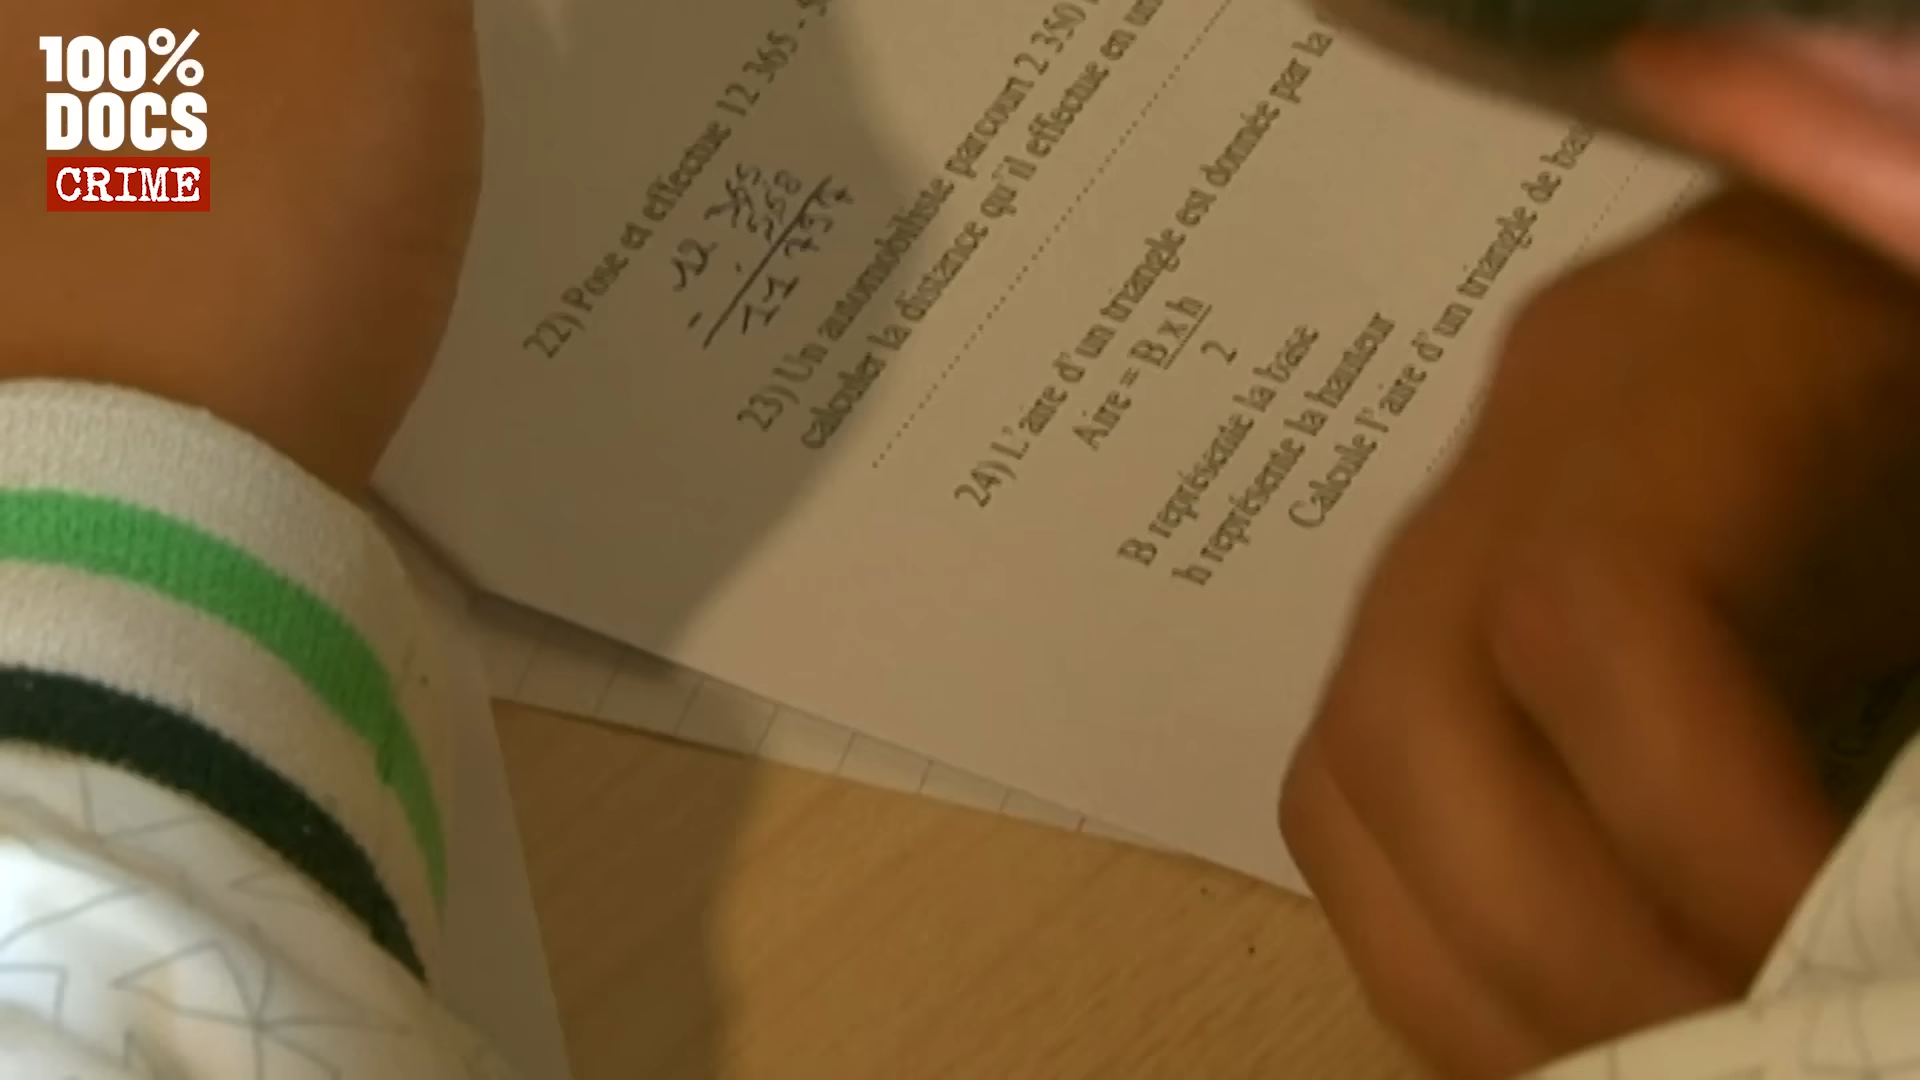 100%
DOCS
CRIME
22) Pose et effectue 12 365 -
12 365
-
11 797
23) Un automobiliste parcourt 2 350
calculer la distance qu'il effectue en un
24) L'aire d'un triangle est donnée par la
Aire = B x h
2
B représente la base
h représente la hauteur
Calcule l'aire d'un triangle de